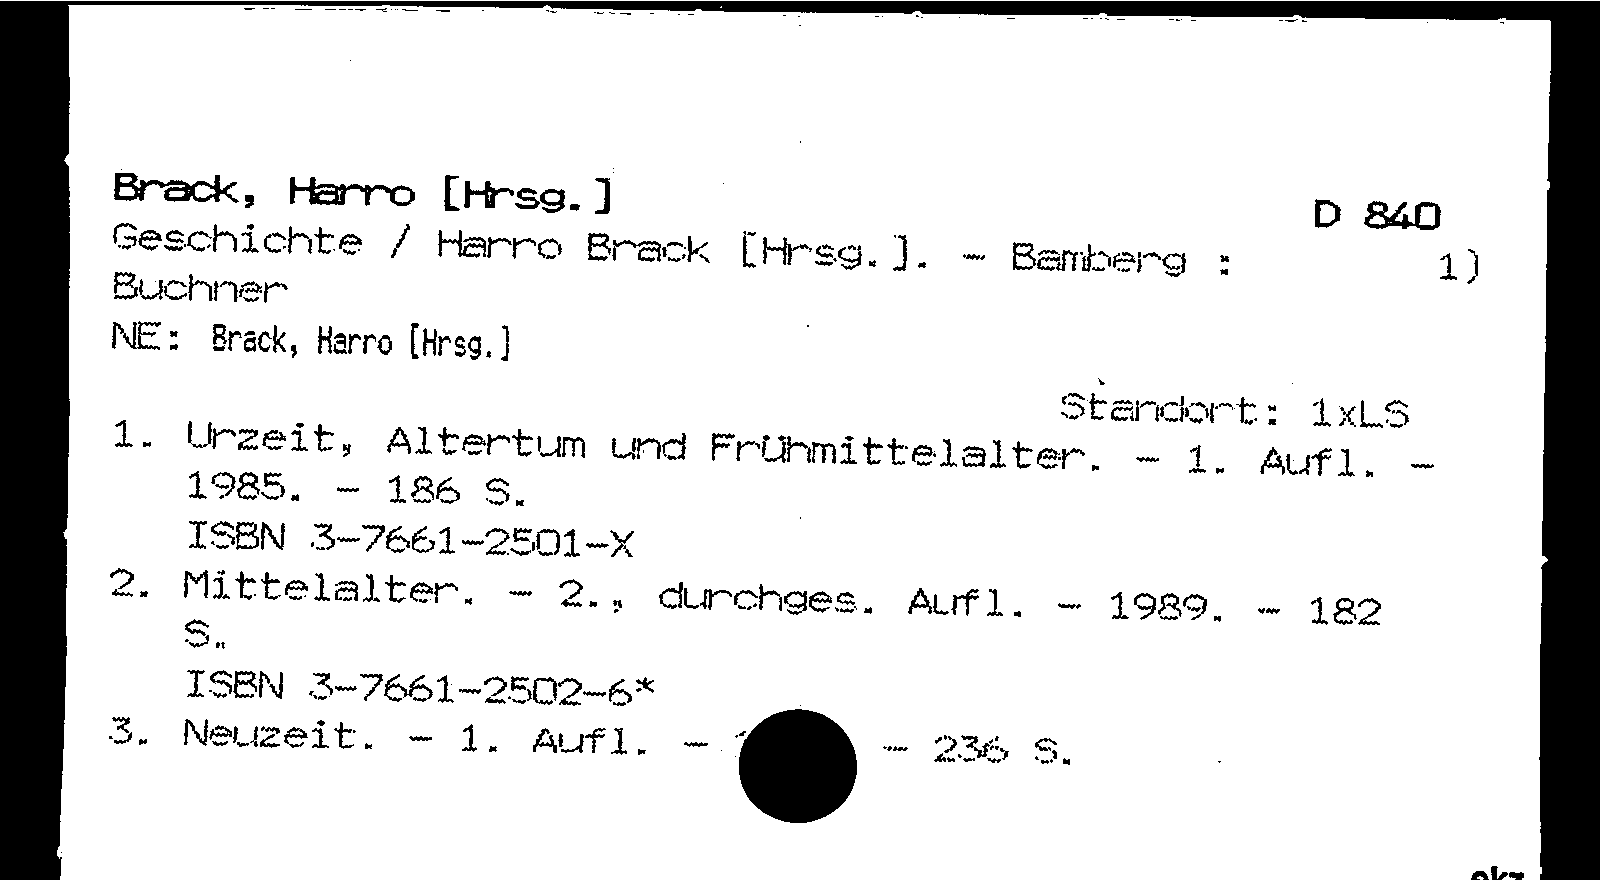 Brack, Harro [Hrsg.]
D 840
Geschichte / Harro Brack [Hrsg.]. - Bamberg : 1)
Buchner
NE: Brack, Harro [Hrsg.]
Standort: 1xLS
1. Urzeit, Altertum und Frühmittelalter. - 1. Aufl. -
1985. - 186 S.
ISBN 3-7661-2501-X
2. Mittelalter. - 2., durchges. Aufl. - 1989. - 182
S.
ISBN 3-7661-2502-6*
3. Neuzeit. - 1. Aufl. - - 236 S.